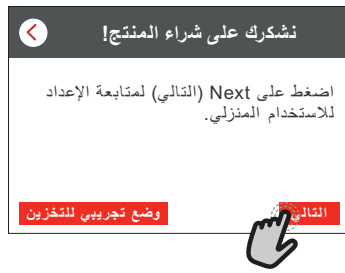 نشكرك على شراء المنتج!
اضغط على Next (التالي) لمتابعة الإعداد
للاستخدام المنزلي.
التالي
وضع تجريبي للتخزين